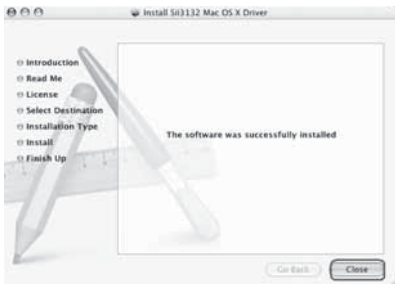 Install SiI3132 Mac OS X Driver
Introduction
Read Me
License
Select Destination
Installation Type
Install
Finish Up
The software was successfully installed
Go Back
Close